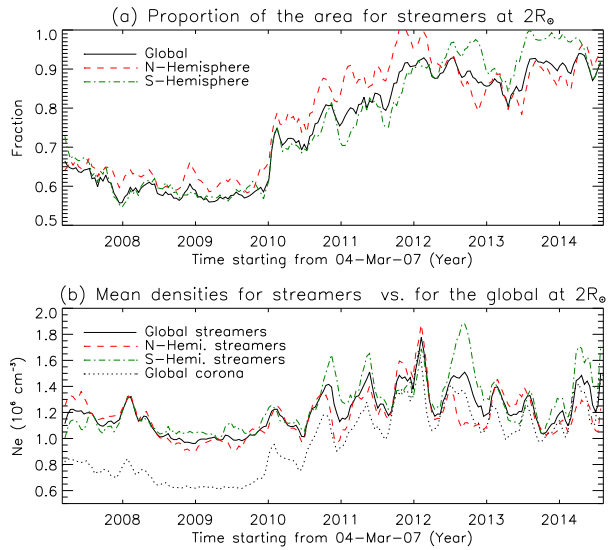 (a) Proportion of the area for streamers at 2R⊙
1.0
0.9
0.8
0.7
0.6
0.5
Fraction
Global
N-Hemisphere
S-Hemisphere
2008 2009 2010 2011 2012 2013 2014
Time starting from 04-Mar-07 (Year)
(b) Mean densities for streamers vs. for the global at 2R⊙
2.0
1.8
1.6
1.4
1.2
1.0
0.8
0.6
Ne (10⁶ cm⁻³)
Global streamers
N-Hemi. streamers
S-Hemi. streamers
Global corona
2008 2009 2010 2011 2012 2013 2014
Time starting from 04-Mar-07 (Year)